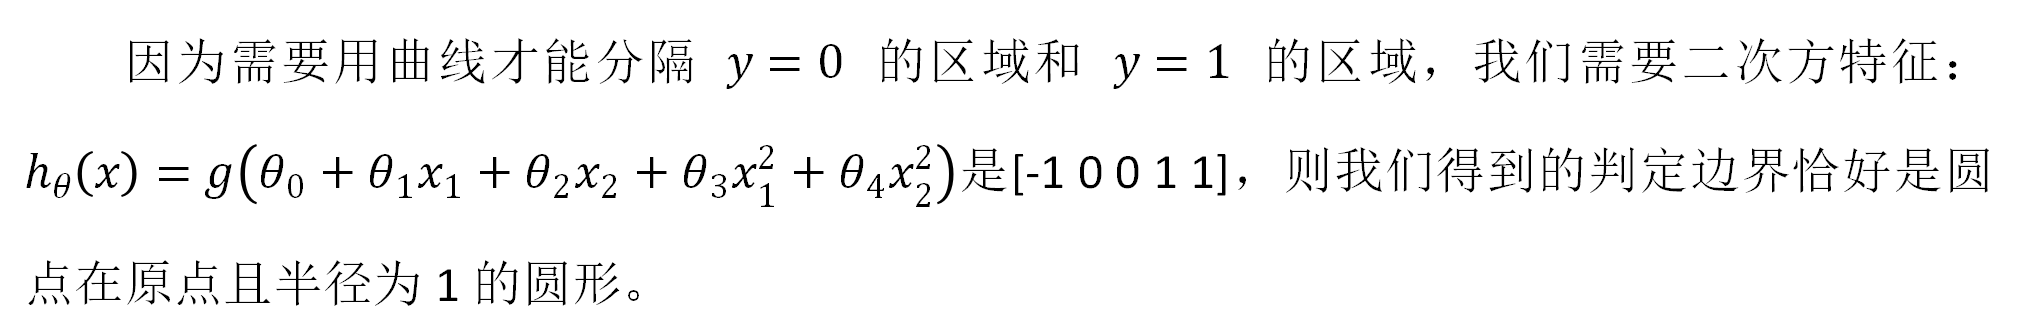 因为需要用曲线才能分隔 y = 0 的区域和 y = 1 的区域，我们需要二次方特征：
h_θ(x) = g(θ₀ + θ₁x₁ + θ₂x₂ + θ₃x₁² + θ₄x₂²)是[-1 0 0 1 1]，则我们得到的判定边界恰好是圆
点在原点且半径为 1 的圆形。